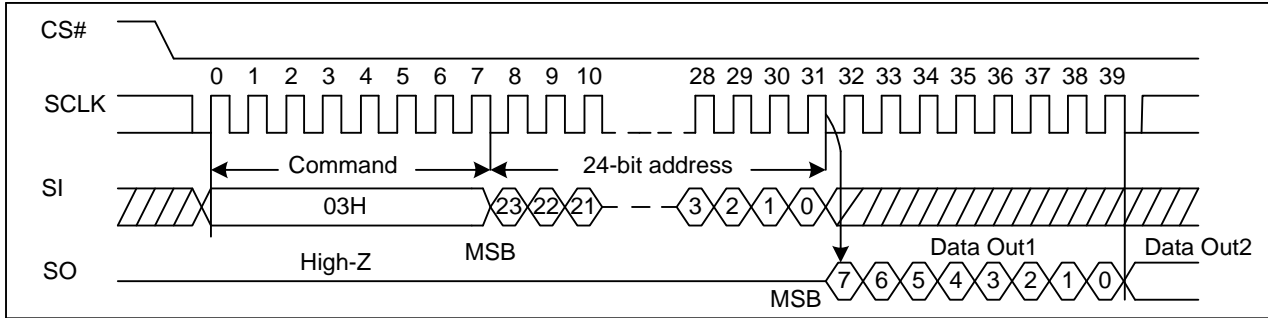 CS#
0 1 2 3 4 5 6 7 8 9 10 28 29 30 31 32 33 34 35 36 37 38 39
SCLK
Command 24-bit address
SI
03H 23 22 21 3 2 1 0
MSB
High-Z
Data Out1 Data Out2
SO
7 6 5 4 3 2 1 0
MSB